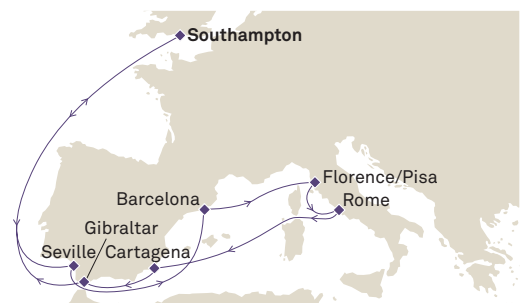 Southampton
Florence/Pisa
Barcelona
Rome
Gibraltar
Seville
Cartagena